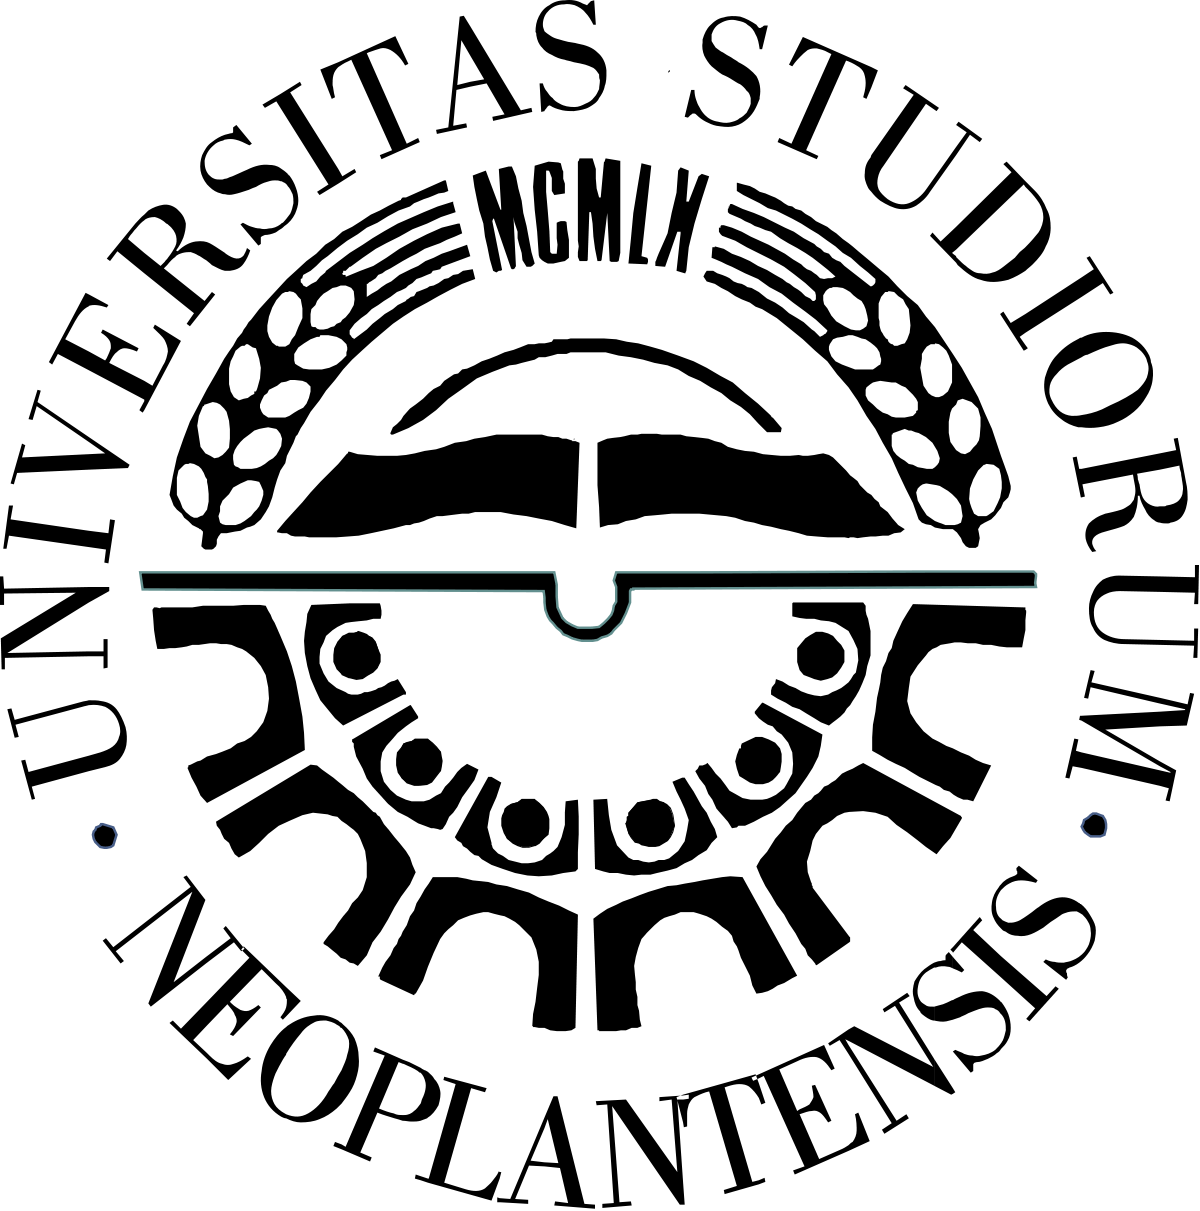 UNIVERSITAS STUDIORUM
MCMLX
• NEOPLANTENSIS •